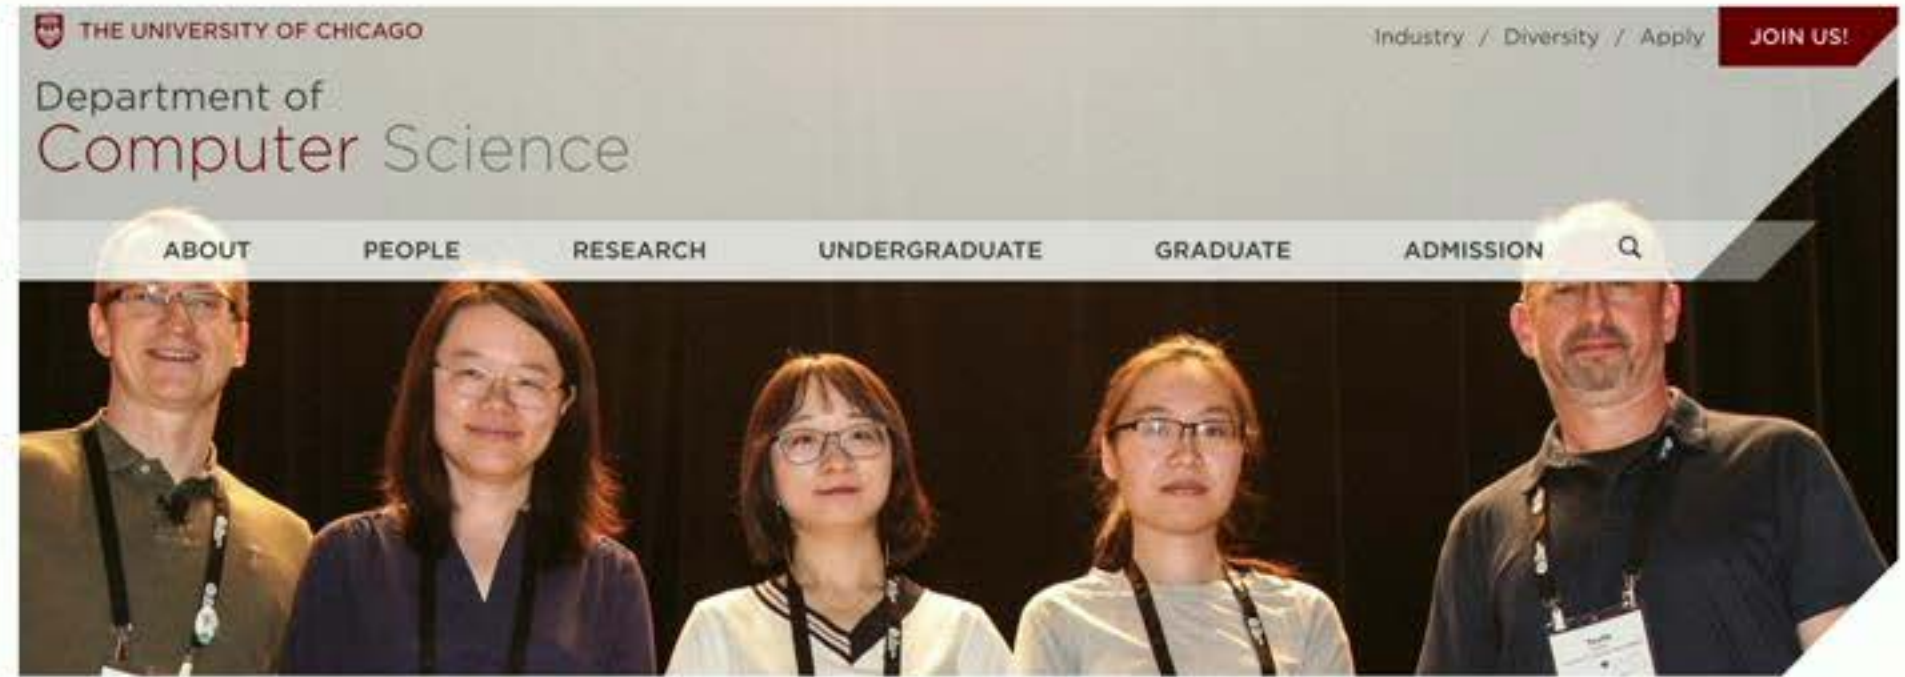 THE UNIVERSITY OF CHICAGO
Industry / Diversity / Apply
JOIN US!
Department of
Computer Science
ABOUT PEOPLE RESEARCH UNDERGRADUATE GRADUATE ADMISSION